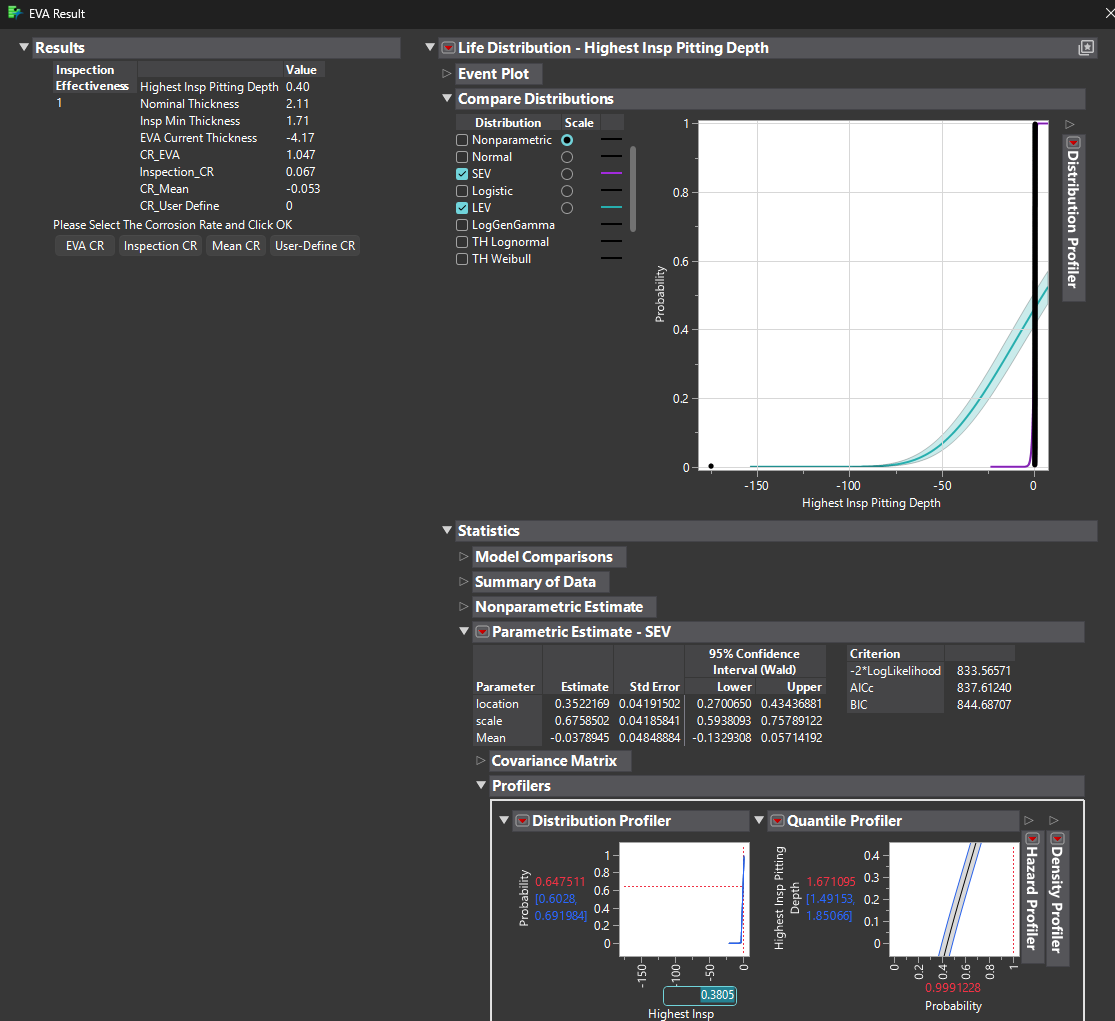 EVA Result
Results
Inspection Effectiveness Value
1
Highest Insp Pitting Depth 0.40
Nominal Thickness 2.11
Insp Min Thickness 1.71
EVA Current Thickness -4.17
CR_EVA 1.047
Inspection_CR 0.067
CR_Mean -0.053
CR_User Define 0
Please Select The Corrosion Rate and Click OK
EVA CR Inspection CR Mean CR User-Define CR
Life Distribution - Highest Insp Pitting Depth
Event Plot
Compare Distributions
Distribution Scale
Nonparametric
Normal
SEV
Logistic
LEV
LogGenGamma
TH Lognormal
TH Weibull
Probability
1
0.8
0.6
0.4
0.2
0
-150 -100 -50 0
Highest Insp Pitting Depth
Distribution Profiler
Statistics
Model Comparisons
Summary of Data
Nonparametric Estimate
Parametric Estimate - SEV
95% Confidence
Interval (Wald)
Parameter Estimate Std Error Lower Upper
location 0.3522169 0.04191502 0.2700650 0.43436881
scale 0.6758502 0.04185841 0.5938093 0.75789122
Mean -0.0378945 0.04848884 -0.1329308 0.05714192
Criterion
-2*LogLikelihood 833.56571
AICc 837.61240
BIC 844.68707
Covariance Matrix
Profilers
Distribution Profiler
Probability
0.647511
[0.6028,
0.691984]
1
0.8
0.6
0.4
0.2
0
-150 -100 -50 0
0.3805
Highest Insp
Quantile Profiler
Highest Insp Pitting
Depth
1.671095
[1.49153,
1.85066]
0.4
0.3
0.2
0.1
0
0 0.2 0.4 0.6 0.8 1
0.9991228
Probability
Hazard Profiler
Density Profiler